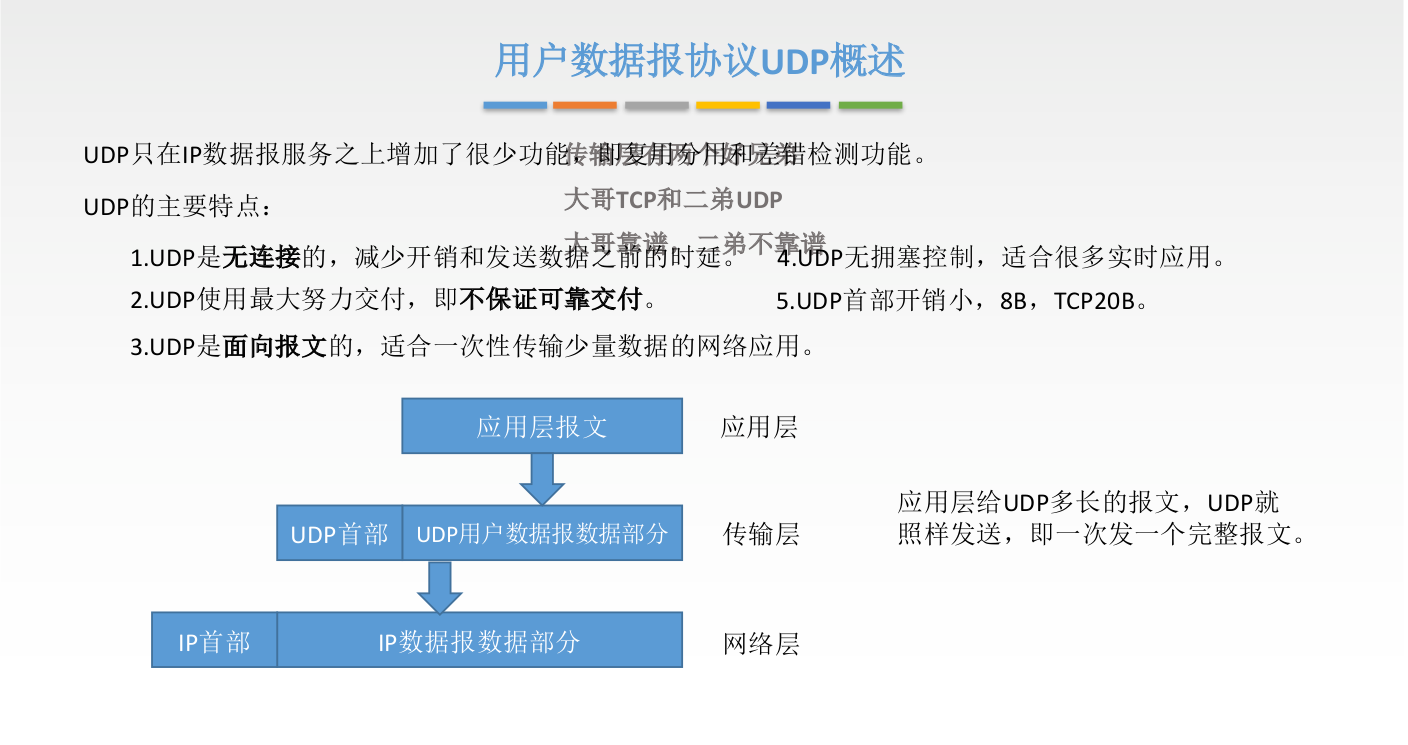 用户数据报协议UDP概述
UDP只在IP数据报服务之上增加了很少功能，即复用分用和差错检测功能。
传输层有两个好兄弟
大哥TCP和二弟UDP
大哥靠谱，二弟不靠谱
UDP的主要特点：
1.UDP是无连接的，减少开销和发送数据之前的时延。
4.UDP无拥塞控制，适合很多实时应用。
2.UDP使用最大努力交付，即不保证可靠交付。
5.UDP首部开销小，8B，TCP20B。
3.UDP是面向报文的，适合一次性传输少量数据的网络应用。
应用层报文
应用层
UDP首部
UDP用户数据报数据部分
传输层
应用层给UDP多长的报文，UDP就
照样发送，即一次发一个完整报文。
IP首部
IP数据报数据部分
网络层